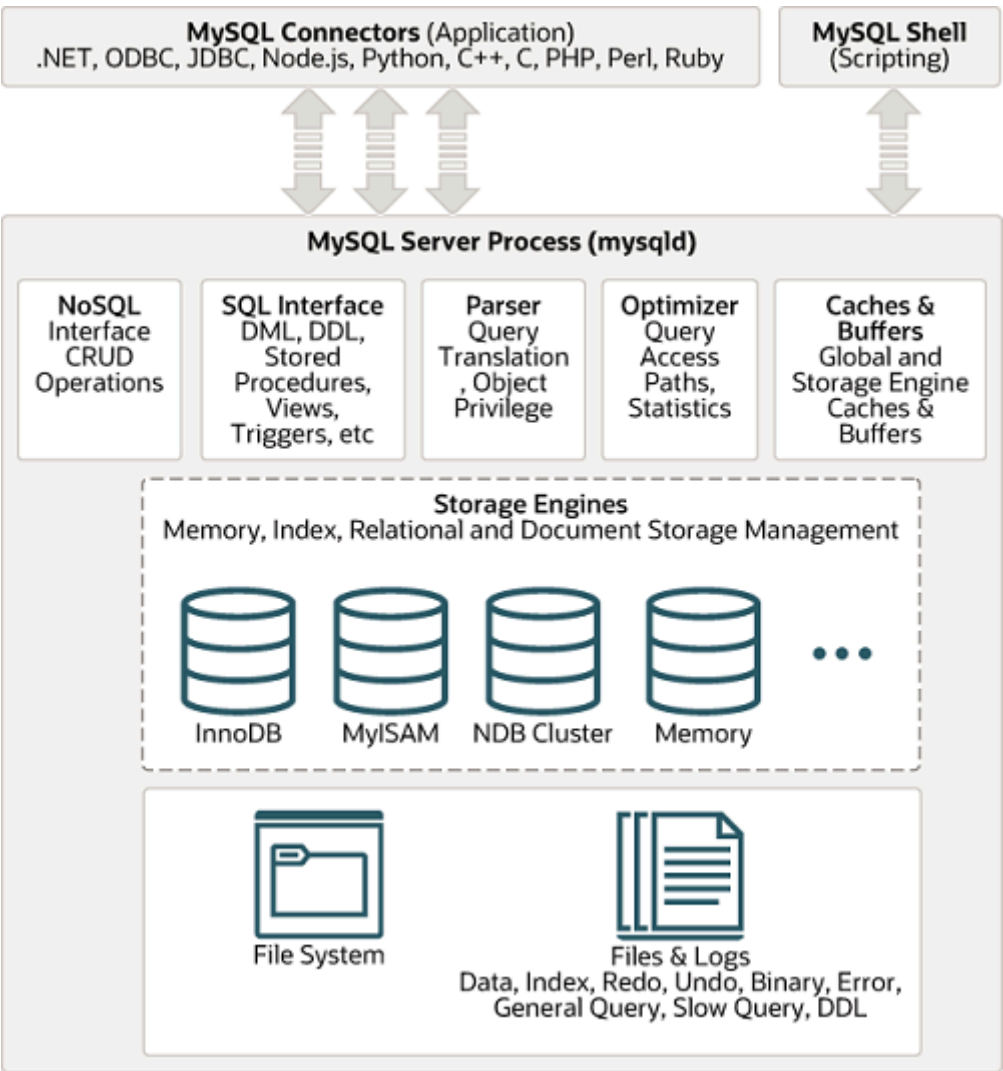 MySQL Connectors (Application)
.NET, ODBC, JDBC, Node.js, Python, C++, C, PHP, Perl, Ruby
MySQL Shell
(Scripting)
MySQL Server Process (mysqld)
NoSQL
Interface
CRUD
Operations
SQL Interface
DML, DDL,
Stored
Procedures,
Views,
Triggers, etc
Parser
Query
Translation
, Object
Privilege
Optimizer
Query
Access
Paths,
Statistics
Caches &
Buffers
Global and
Storage Engine
Caches &
Buffers
Storage Engines
Memory, Index, Relational and Document Storage Management
InnoDB
MyISAM
NDB Cluster
Memory
File System
Files & Logs
Data, Index, Redo, Undo, Binary, Error,
General Query, Slow Query, DDL